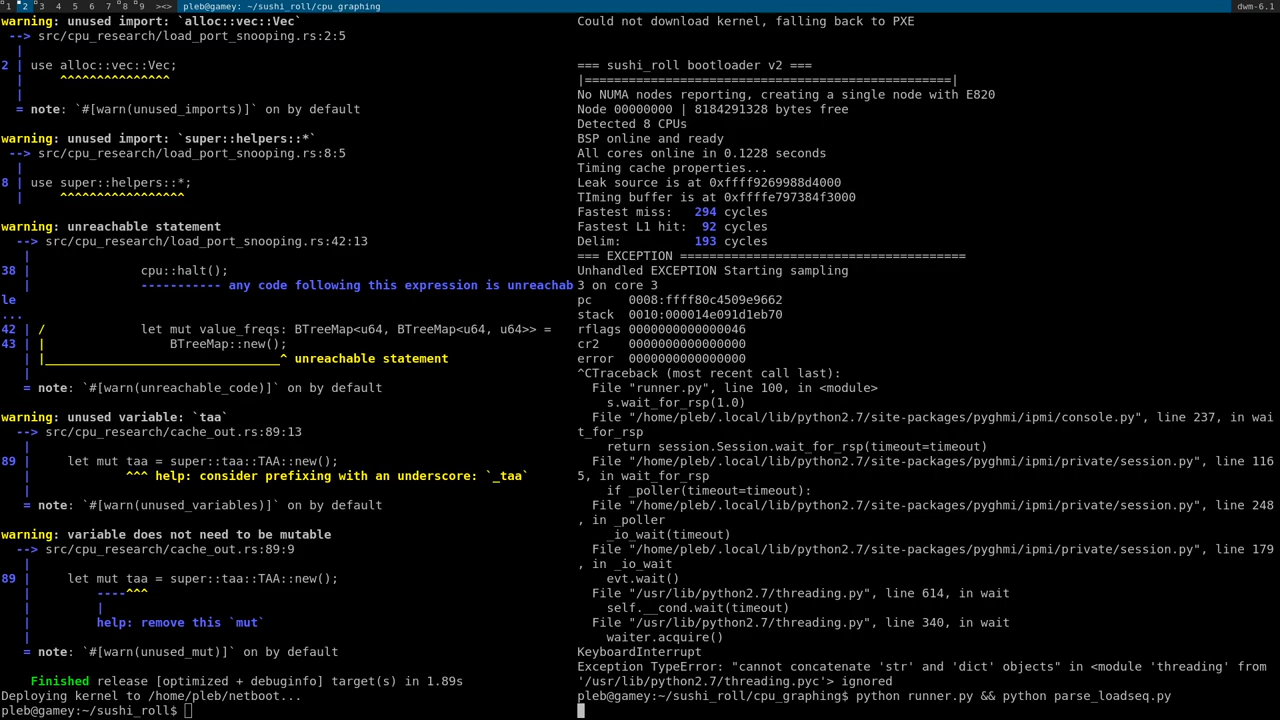 1 2 3 4 5 6 7 8 9 ><> pleb@gamey: ~/sushi_roll/cpu_graphing dwm-6.1
warning: unused import: `alloc::vec::Vec`
--> src/cpu_research/load_port_snooping.rs:2:5
|
2 | use alloc::vec::Vec;
| ^^^^^^^^^^^^^^^
|
= note: `#[warn(unused_imports)]` on by default
warning: unused import: `super::helpers::*`
--> src/cpu_research/load_port_snooping.rs:8:5
|
8 | use super::helpers::*;
| ^^^^^^^^^^^^^^^^^
warning: unreachable statement
--> src/cpu_research/load_port_snooping.rs:42:13
|
38 | cpu::halt();
| ----------- any code following this expression is unreachab
le
...
42 | / let mut value_freqs: BTreeMap<u64, BTreeMap<u64, u64>> =
43 | | BTreeMap::new();
| |_________________________________^ unreachable statement
|
= note: `#[warn(unreachable_code)]` on by default
warning: unused variable: `taa`
--> src/cpu_research/cache_out.rs:89:13
|
89 | let mut taa = super::taa::TAA::new();
| ^^^ help: consider prefixing with an underscore: `_taa`
|
= note: `#[warn(unused_variables)]` on by default
warning: variable does not need to be mutable
--> src/cpu_research/cache_out.rs:89:9
|
89 | let mut taa = super::taa::TAA::new();
| ----^^^
| |
| help: remove this `mut`
|
= note: `#[warn(unused_mut)]` on by default
Finished release [optimized + debuginfo] target(s) in 1.89s
Deploying kernel to /home/pleb/netboot...
pleb@gamey:~/sushi_roll$
Could not download kernel, falling back to PXE
=== sushi_roll bootloader v2 ===
|==================================================|
No NUMA nodes reporting, creating a single node with E820
Node 00000000 | 8184291328 bytes free
Detected 8 CPUs
BSP online and ready
All cores online in 0.1228 seconds
Timing cache properties...
Leak source is at 0xffff9269988d4000
TIming buffer is at 0xffffe797384f3000
Fastest miss: 294 cycles
Fastest L1 hit: 92 cycles
Delim: 193 cycles
=== EXCEPTION =======================================
Unhandled EXCEPTION Starting sampling
3 on core 3
pc 0008:ffff80c4509e9662
stack 0010:000014e091d1eb70
rflags 0000000000000046
cr2 0000000000000000
error 0000000000000000
^CTraceback (most recent call last):
File "runner.py", line 100, in <module>
s.wait_for_rsp(1.0)
File "/home/pleb/.local/lib/python2.7/site-packages/pyghmi/ipmi/console.py", line 237, in wai
t_for_rsp
return session.Session.wait_for_rsp(timeout=timeout)
File "/home/pleb/.local/lib/python2.7/site-packages/pyghmi/ipmi/private/session.py", line 116
5, in wait_for_rsp
if _poller(timeout=timeout):
File "/home/pleb/.local/lib/python2.7/site-packages/pyghmi/ipmi/private/session.py", line 248
, in _poller
_io_wait(timeout)
File "/home/pleb/.local/lib/python2.7/site-packages/pyghmi/ipmi/private/session.py", line 179
, in _io_wait
evt.wait()
File "/usr/lib/python2.7/threading.py", line 614, in wait
self.__cond.wait(timeout)
File "/usr/lib/python2.7/threading.py", line 340, in wait
waiter.acquire()
KeyboardInterrupt
Exception TypeError: "cannot concatenate 'str' and 'dict' objects" in <module 'threading' from
'/usr/lib/python2.7/threading.pyc'> ignored
pleb@gamey:~/sushi_roll/cpu_graphing$ python runner.py && python parse_loadseq.py